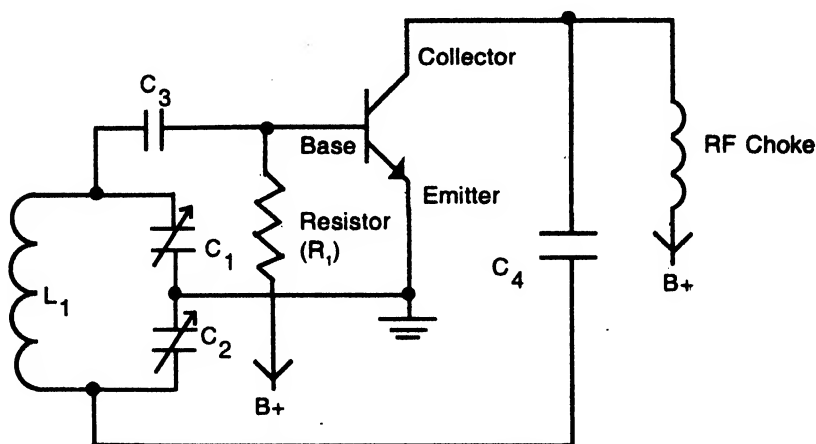 Collector
C3
Base
RF Choke
Emitter
Resistor
(R1)
C1
C4
L1
B+
C2
B+